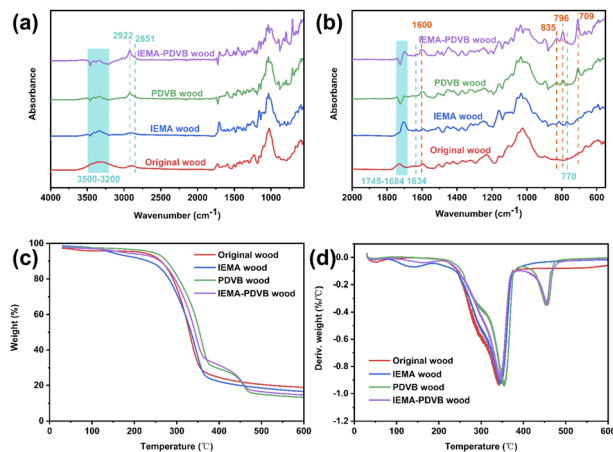 (a)
2922
2851
IEMA-PDVB wood
PDVB wood
IEMA wood
Original wood
3500-3200
Absorbance
4000 3500 3000 2500 2000 1500 1000
Wavenumber (cm⁻¹)
(b)
1600
835
796
709
IEMA-PDVB wood
PDVB wood
IEMA wood
Original wood
1745-1684
1634
770
Absorbance
2000 1800 1600 1400 1200 1000 800 600
Wavenumber (cm⁻¹)
(c)
Original wood
IEMA wood
PDVB wood
IEMA-PDVB wood
Weight (%)
100
80
60
40
20
0
0 100 200 300 400 500 600
Temperature (℃)
(d)
Original wood
IEMA wood
PDVB wood
IEMA-PDVB wood
Deriv. weight (%/℃)
0.0
-0.2
-0.4
-0.6
-0.8
-1.0
-1.2
0 100 200 300 400 500 600
Temperature (℃)